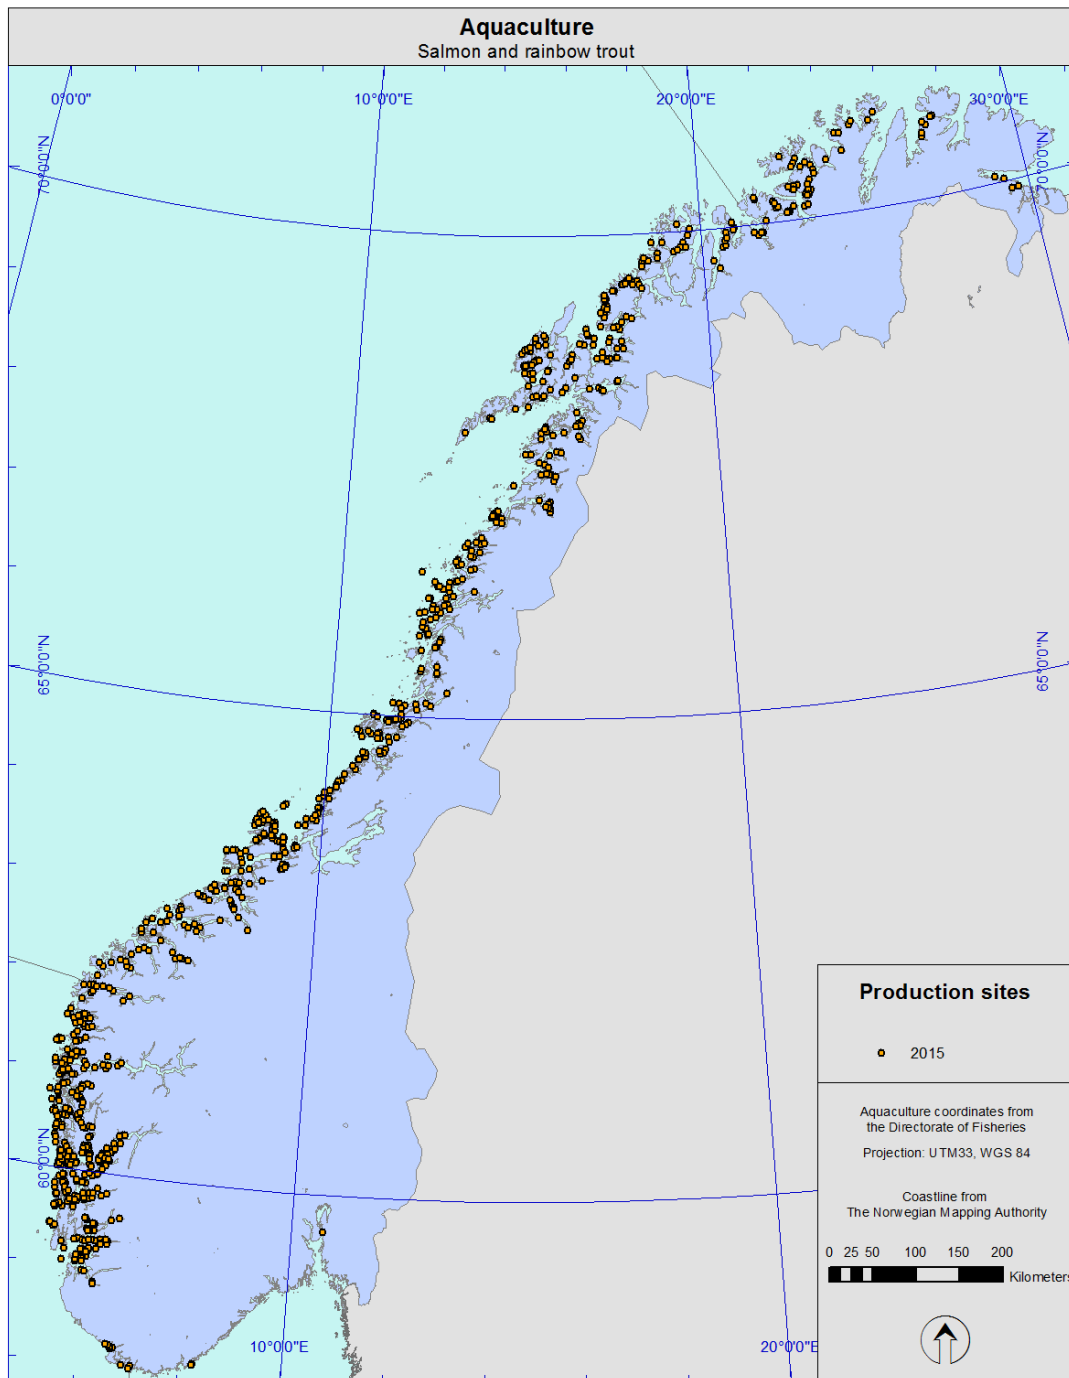 Aquaculture
Salmon and rainbow trout
0°0'0"
10°0'0"E
20°0'0"E
30°0'0"E
70°0'0"N
70°0'0"N
65°0'0"N
65°0'0"N
60°0'0"N
10°0'0"E
20°0'0"E
Production sites
2015
Aquaculture coordinates from
the Directorate of Fisheries
Projection: UTM33, WGS 84
Coastline from
The Norwegian Mapping Authority
0 25 50 100 150 200
Kilometers